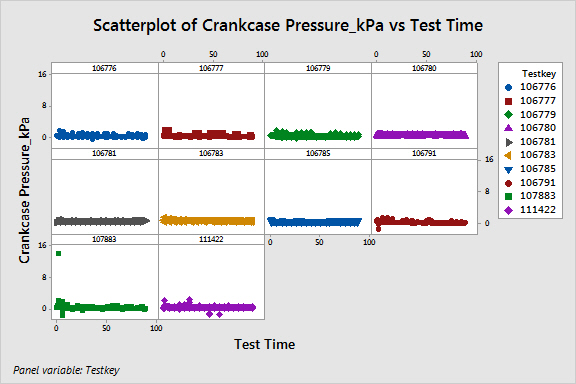 Scatterplot of Crankcase Pressure_kPa vs Test Time
0 50 100 0 50 100
106776 106777 106779 106780
16
8
0
106781 106783 106785 106791
16
8
0
0 50 100 0 50 100
107883 111422
16
8
0
0 50 100 0 50 100
Crankcase Pressure_kPa
Test Time
Testkey
106776
106777
106779
106780
106781
106783
106785
106791
107883
111422
Panel variable: Testkey